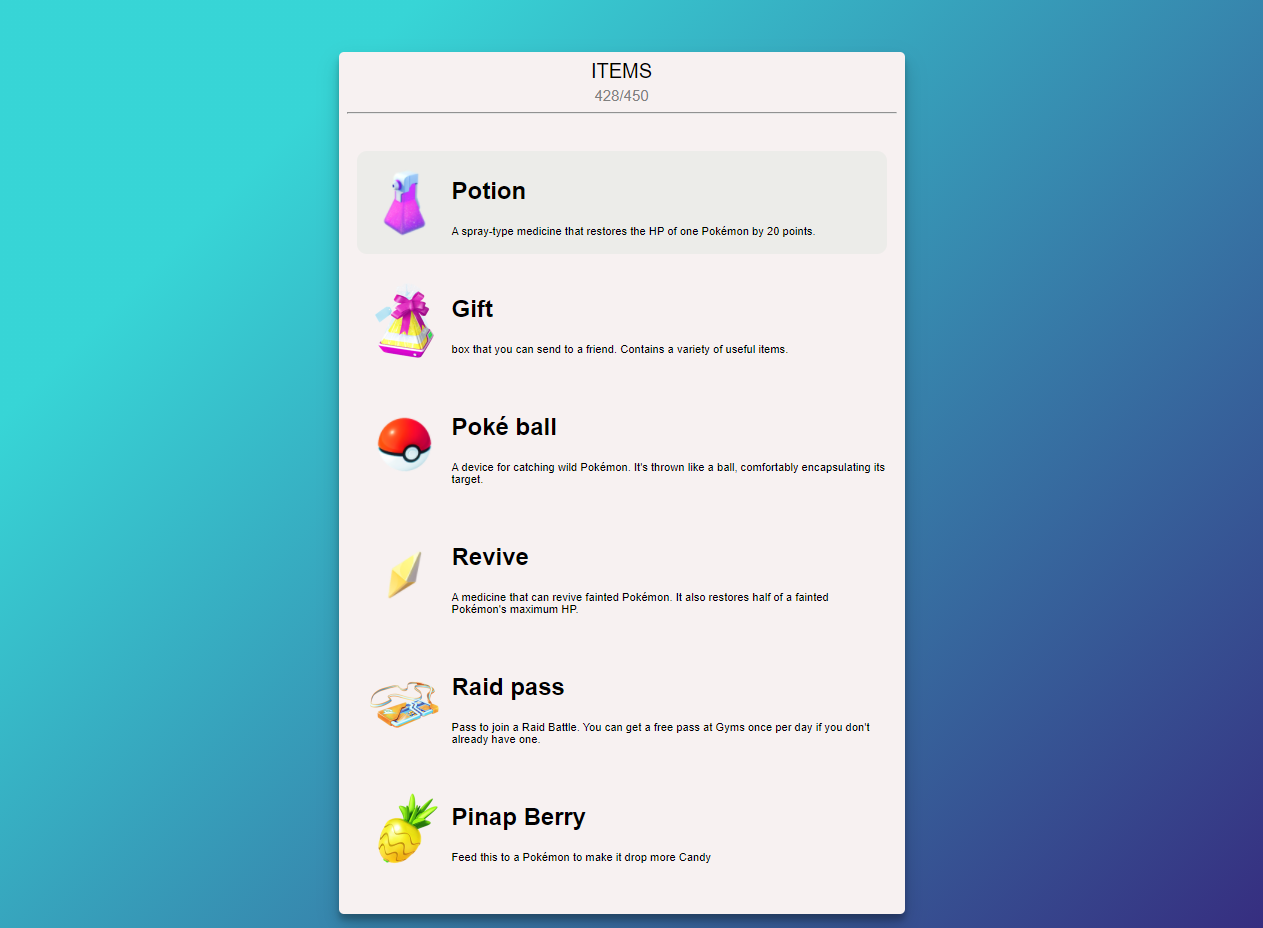 ITEMS
428/450
Potion
A spray-type medicine that restores the HP of one Pokémon by 20 points.
Gift
box that you can send to a friend. Contains a variety of useful items.
Poké ball
A device for catching wild Pokémon. It's thrown like a ball, comfortably encapsulating its
target.
Revive
A medicine that can revive fainted Pokémon. It also restores half of a fainted
Pokémon's maximum HP.
Raid pass
Pass to join a Raid Battle. You can get a free pass at Gyms once per day if you don't
already have one.
Pinap Berry
Feed this to a Pokémon to make it drop more Candy